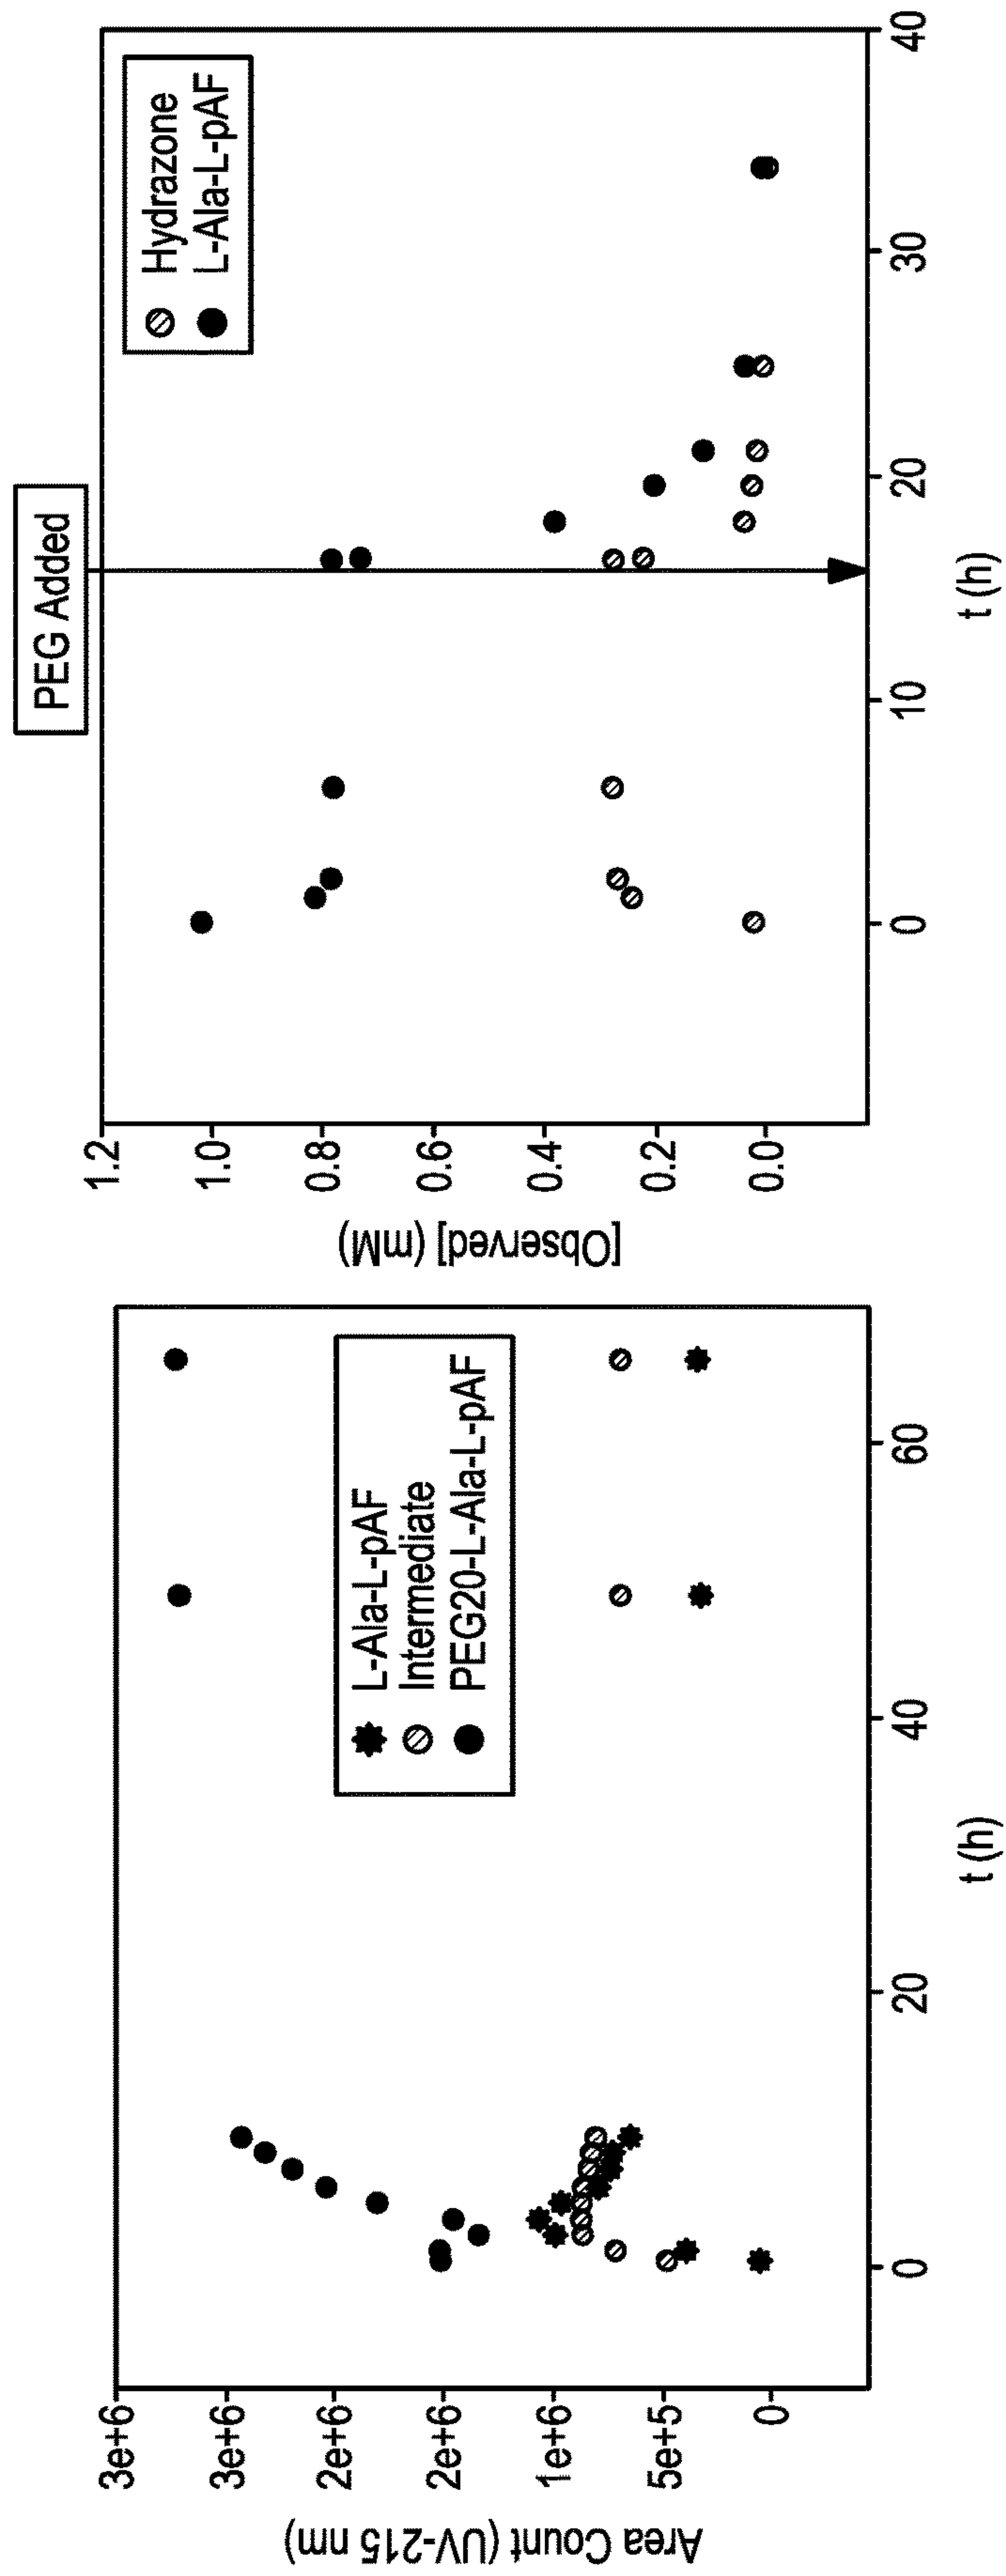 Area Count (UV-215 nm)
3e+6
3e+6
2e+6
2e+6
1e+6
5e+5
0
L-Ala-L-pAF
Intermediate
PEG20-L-Ala-L-pAF
0
20
40
60
t (h)
PEG Added
[Observed] (mM)
1.2
1.0
0.8
0.6
0.4
0.2
0.0
Hydrazone
L-Ala-L-pAF
0
10
20
30
40
t (h)